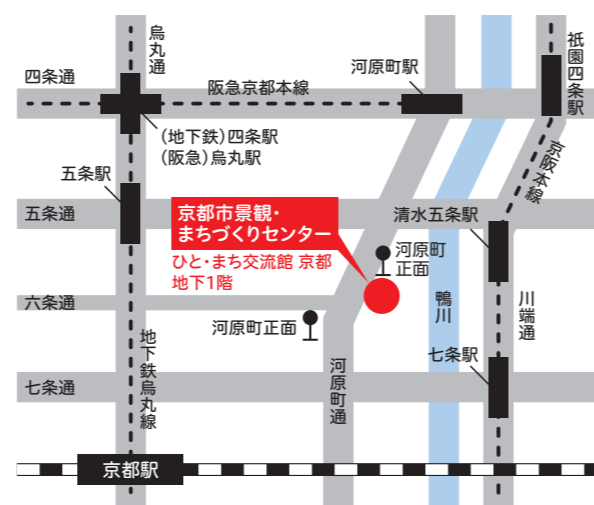 烏丸通
祇園四条駅
四条通
阪急京都本線
河原町駅
(地下鉄)四条駅
(阪急)烏丸駅
京阪本線
五条駅
五条通
京都市景観・
まちづくりセンター
ひと・まち交流館 京都
地下1階
清水五条駅
河原町
正面
六条通
河原町正面
鴨川
川端通
地下鉄烏丸線
七条駅
七条通
河原町通
京都駅